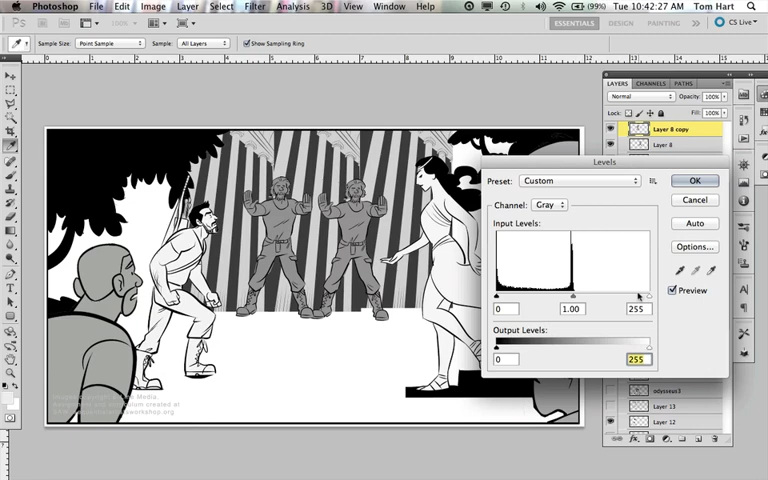 Photoshop File Edit Image Layer Select Filter Analysis 3D View Window Help (99%) Tue 10:42:27 AM Tom Hart
Ps 100% ESSENTIALS DESIGN PAINTING CS Live
Sample Size: Point Sample Sample: All Layers Show Sampling Ring
LAYERS CHANNELS PATHS
Normal Opacity: 100%
Lock: Fill: 100%
Layer 8 copy
Layer 8
Levels
Preset: Custom OK
Cancel
Channel: Gray
Auto
Input Levels:
Options...
Preview
0 1.00 255
Output Levels:
0 255
odysseus3
Layer 13
Layer 12